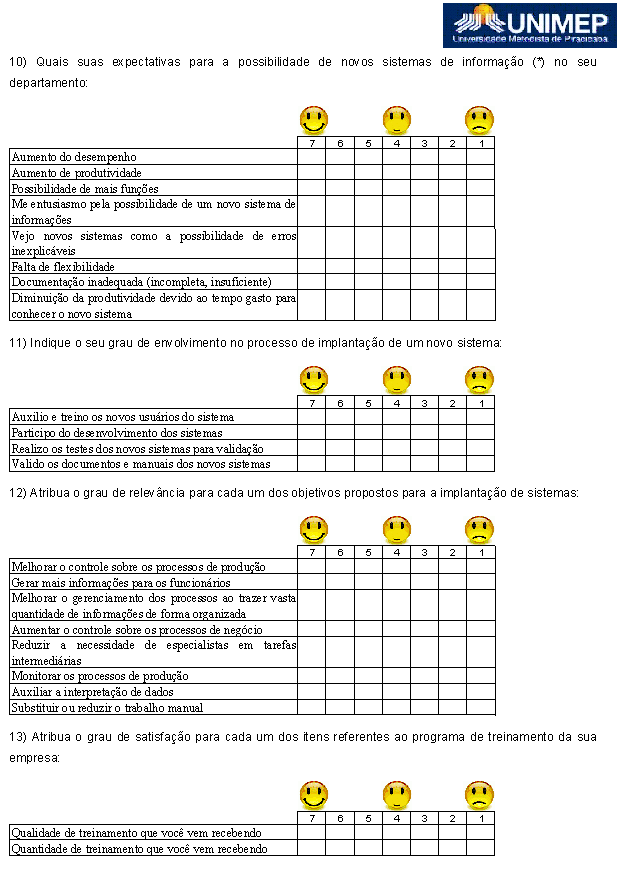 UNIMEP
Universidade Metodista de Piracicaba
10) Quais suas expectativas para a possibilidade de novos sistemas de informação (*) no seu
departamento:
7 6 5 4 3 2 1
Aumento do desempenho
Aumento de produtividade
Possibilidade de mais funções
Me entusiasmo pela possibilidade de um novo sistema de
informações
Vejo novos sistemas como a possibilidade de erros
inexplicáveis
Falta de flexibilidade
Documentação inadequada (incompleta, insuficiente)
Diminuição da produtividade devido ao tempo gasto para
conhecer o novo sistema
11) Indique o seu grau de envolvimento no processo de implantação de um novo sistema:
7 6 5 4 3 2 1
Auxilio e treino os novos usuários do sistema
Participo do desenvolvimento dos sistemas
Realizo os testes dos novos sistemas para validação
Valido os documentos e manuais dos novos sistemas
12) Atribua o grau de relevância para cada um dos objetivos propostos para a implantação de sistemas:
7 6 5 4 3 2 1
Melhorar o controle sobre os processos de produção
Gerar mais informações para os funcionários
Melhorar o gerenciamento dos processos ao trazer vasta
quantidade de informações de forma organizada
Aumentar o controle sobre os processos de negócio
Reduzir a necessidade de especialistas em tarefas
intermediárias
Monitorar os processos de produção
Auxiliar a interpretação de dados
Substituir ou reduzir o trabalho manual
13) Atribua o grau de satisfação para cada um dos itens referentes ao programa de treinamento da sua
empresa:
7 6 5 4 3 2 1
Qualidade de treinamento que você vem recebendo
Quantidade de treinamento que você vem recebendo